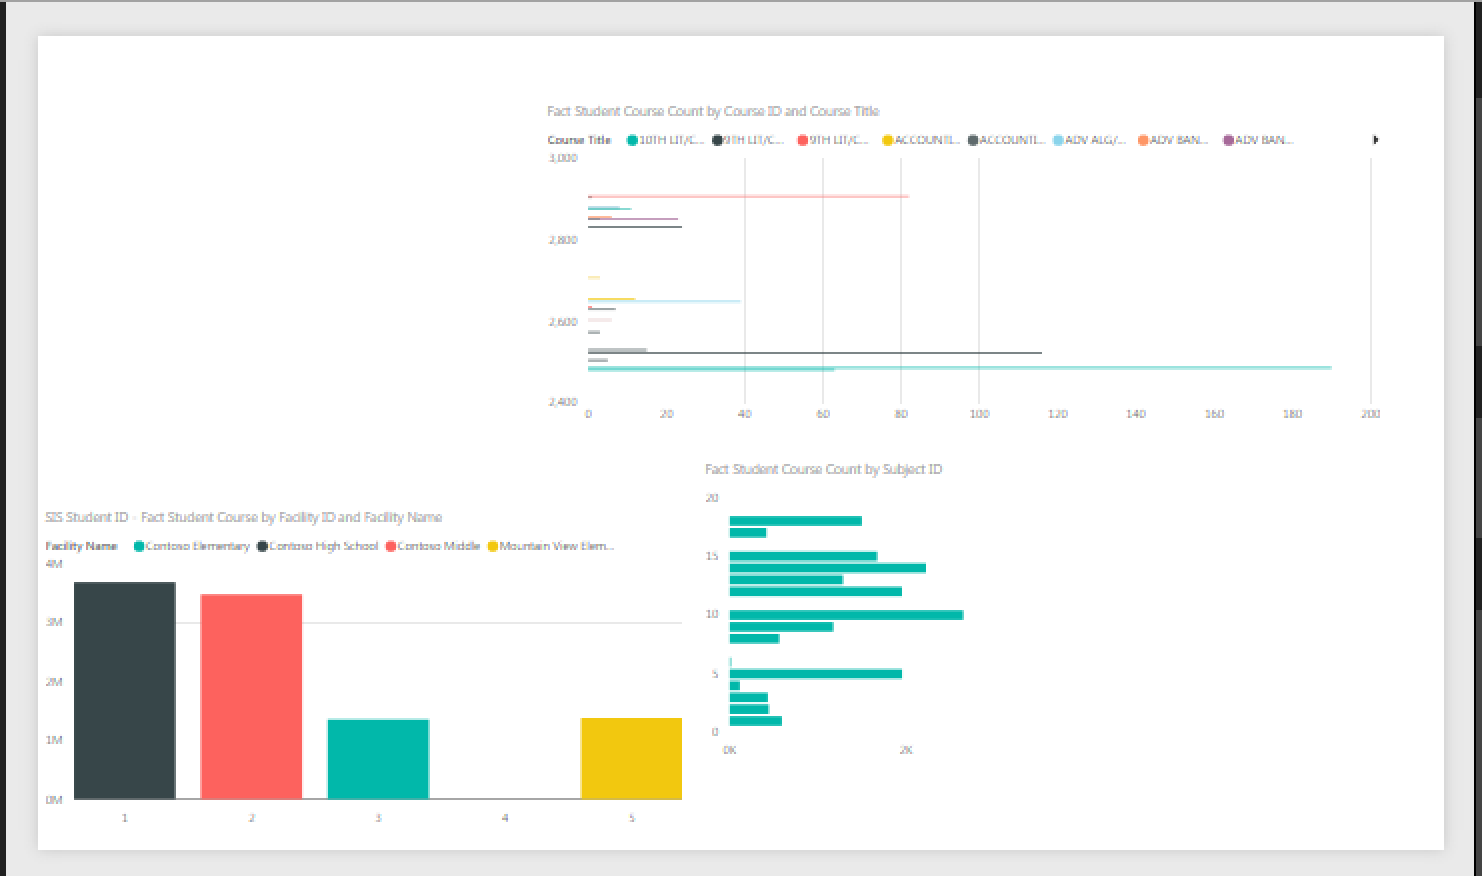 Fact Student Course Count by Course ID and Course Title
Course Title 10TH LIT/C... 9TH LIT/C... 9TH LIT/C... ACCOUNTI... ACCOUNTI... ADV ALG/... ADV BAN... ADV BAN...
3,000
2,800
2,600
2,400
0 20 40 60 80 100 120 140 160 180 200
Fact Student Course Count by Subject ID
20
15
10
5
0
0K 2K
SIS Student ID - Fact Student Course by Facility ID and Facility Name
Facility Name Contoso Elementary Contoso High School Contoso Middle Mountain View Elem...
4M
3M
2M
1M
0M
1 2 3 4 5